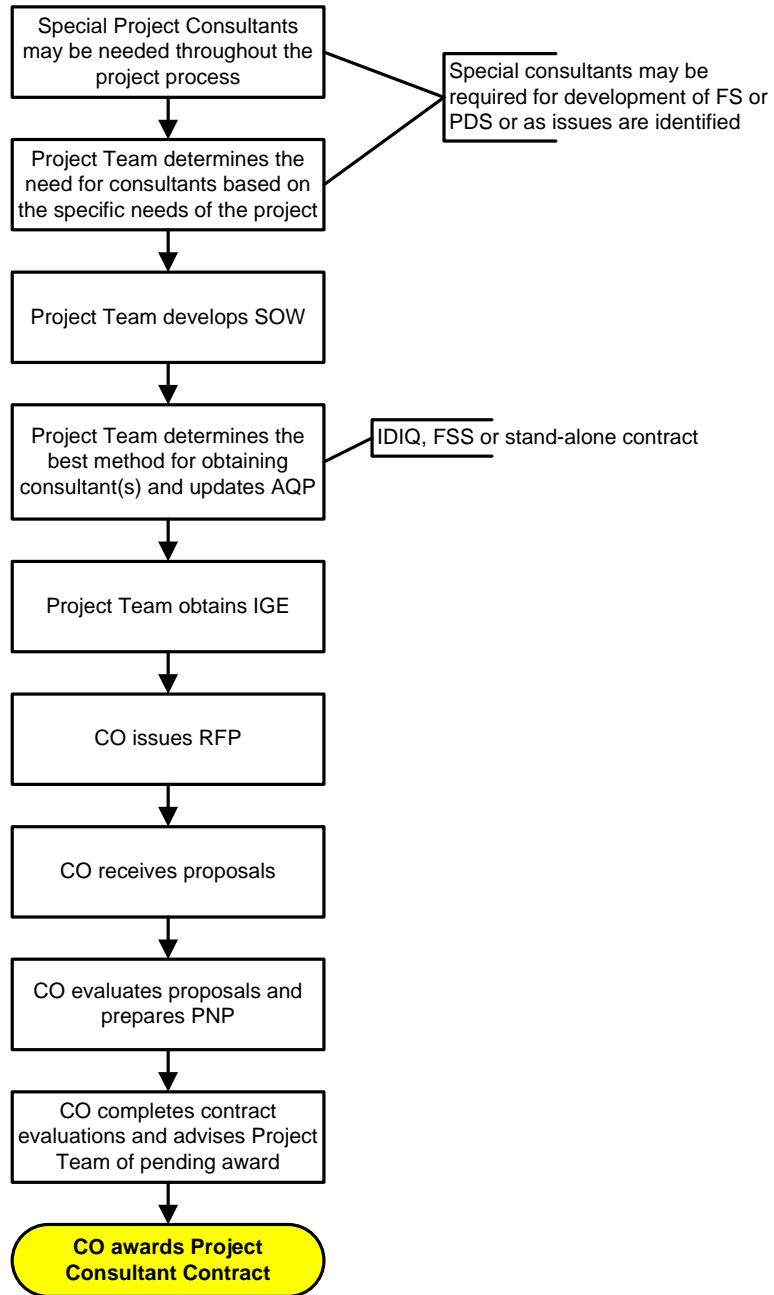 Special Project Consultants
may be needed throughout the
project process
Special consultants may be
required for development of FS or
PDS or as issues are identified
Project Team determines the
need for consultants based on
the specific needs of the project
Project Team develops SOW
Project Team determines the
best method for obtaining
consultant(s) and updates AQP
IDIQ, FSS or stand-alone contract
Project Team obtains IGE
CO issues RFP
CO receives proposals
CO evaluates proposals and
prepares PNP
CO completes contract
evaluations and advises Project
Team of pending award
CO awards Project
Consultant Contract